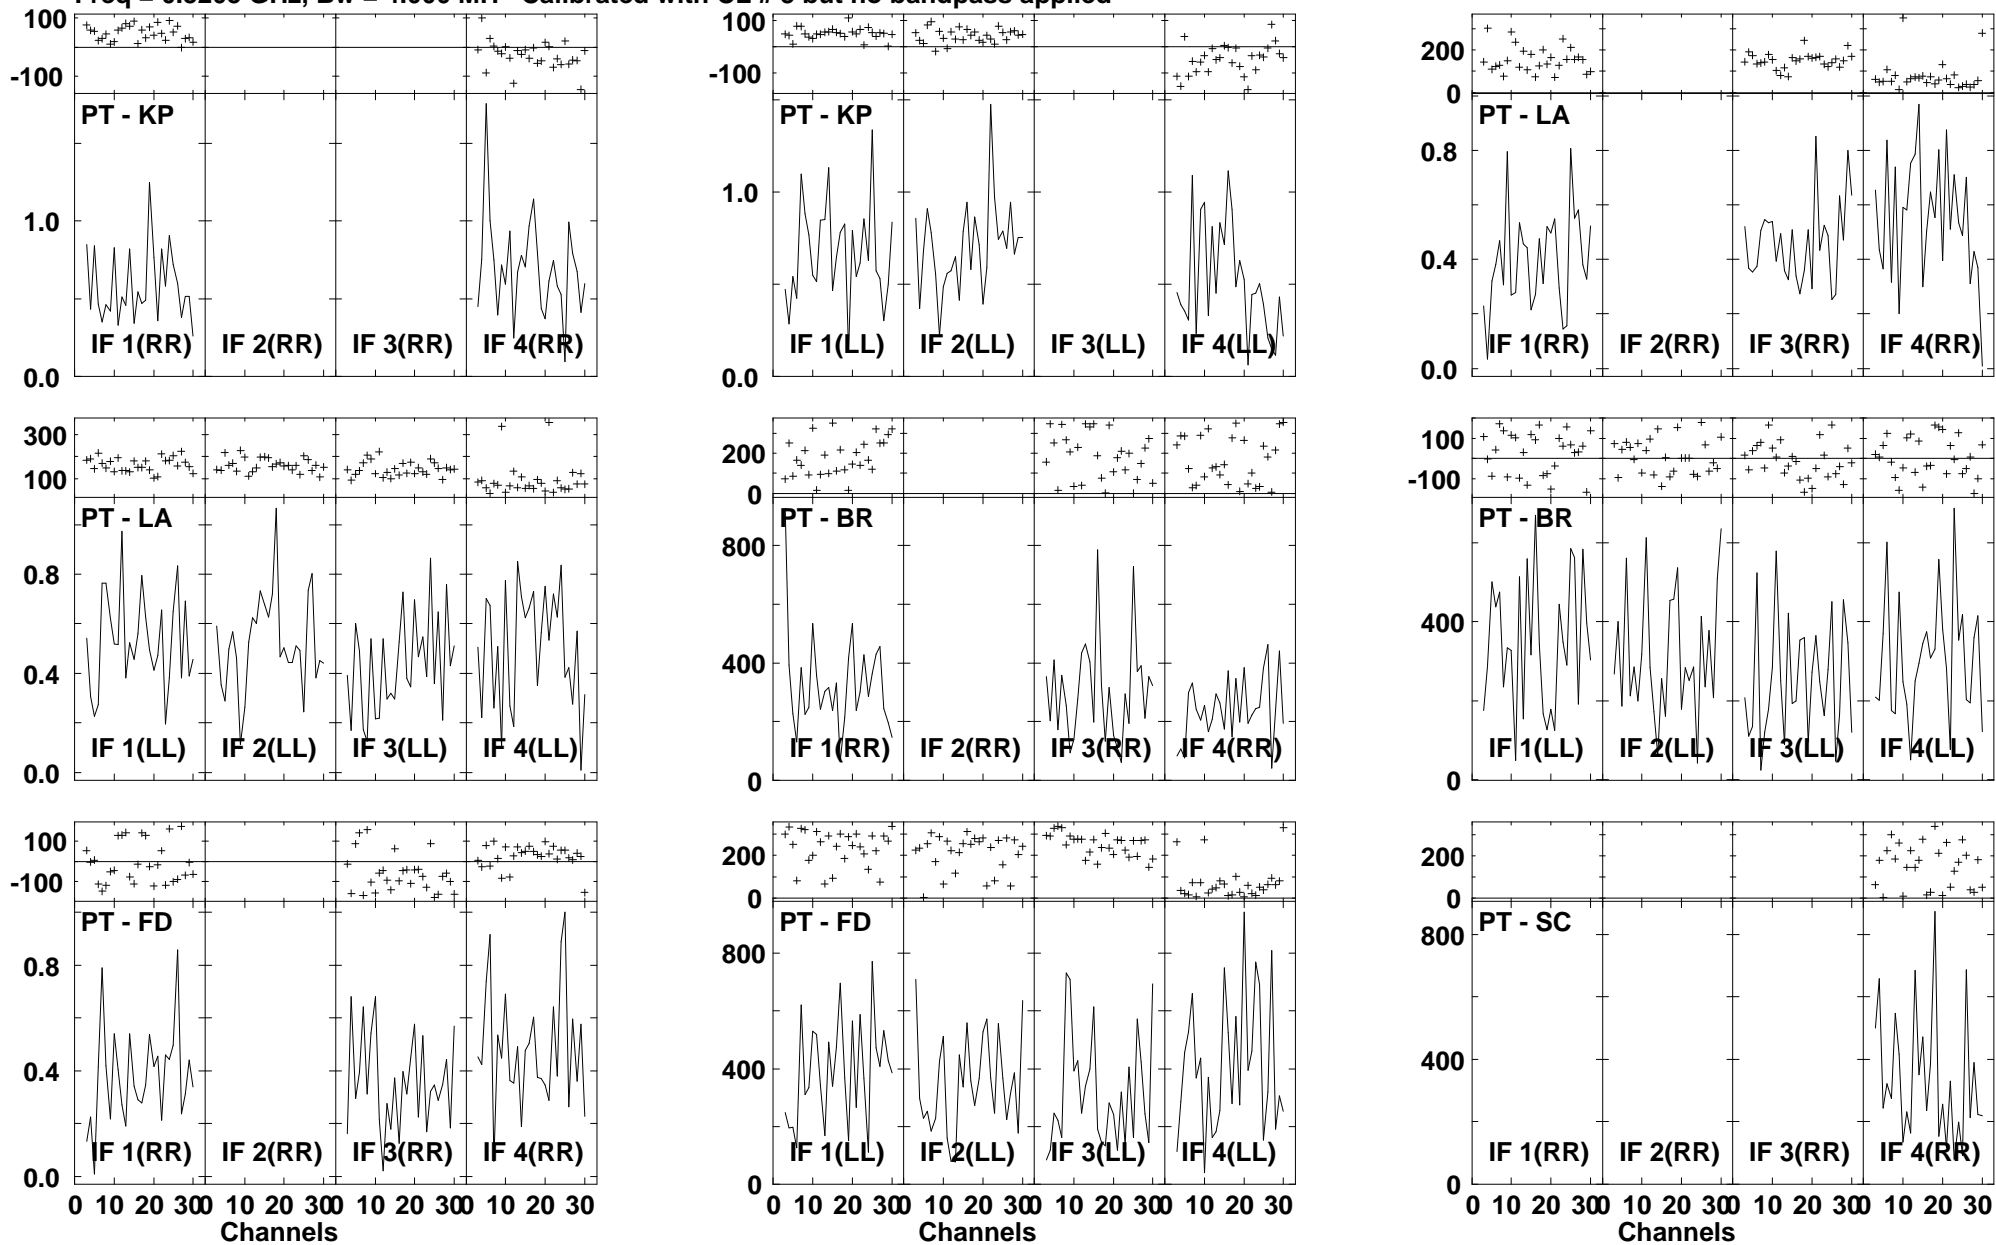 100
-100
PT - KP
1.0
0.0
IF 1(RR) IF 2(RR) IF 3(RR) IF 4(RR)
100
-100
PT - KP
1.0
0.0
IF 1(LL) IF 2(LL) IF 3(LL) IF 4(LL)
200
0
PT - LA
0.8
0.4
0.0
IF 1(RR) IF 2(RR) IF 3(RR) IF 4(RR)
300
100
PT - LA
0.8
0.4
0.0
IF 1(LL) IF 2(LL) IF 3(LL) IF 4(LL)
200
0
PT - BR
800
400
0
IF 1(RR) IF 2(RR) IF 3(RR) IF 4(RR)
100
-100
PT - BR
400
0
IF 1(LL) IF 2(LL) IF 3(LL) IF 4(LL)
100
-100
PT - FD
0.8
0.4
0.0
IF 1(RR) IF 2(RR) IF 3(RR) IF 4(RR)
0 10 20 30 0 10 20 30 0 10 20 30 0 10 20 30
Channels
200
0
PT - FD
800
400
0
IF 1(LL) IF 2(LL) IF 3(LL) IF 4(LL)
0 10 20 30 0 10 20 30 0 10 20 30 0 10 20 30
Channels
200
0
PT - SC
800
400
0
IF 1(RR) IF 2(RR) IF 3(RR) IF 4(RR)
0 10 20 30 0 10 20 30 0 10 20 30 0 10 20 30
Channels